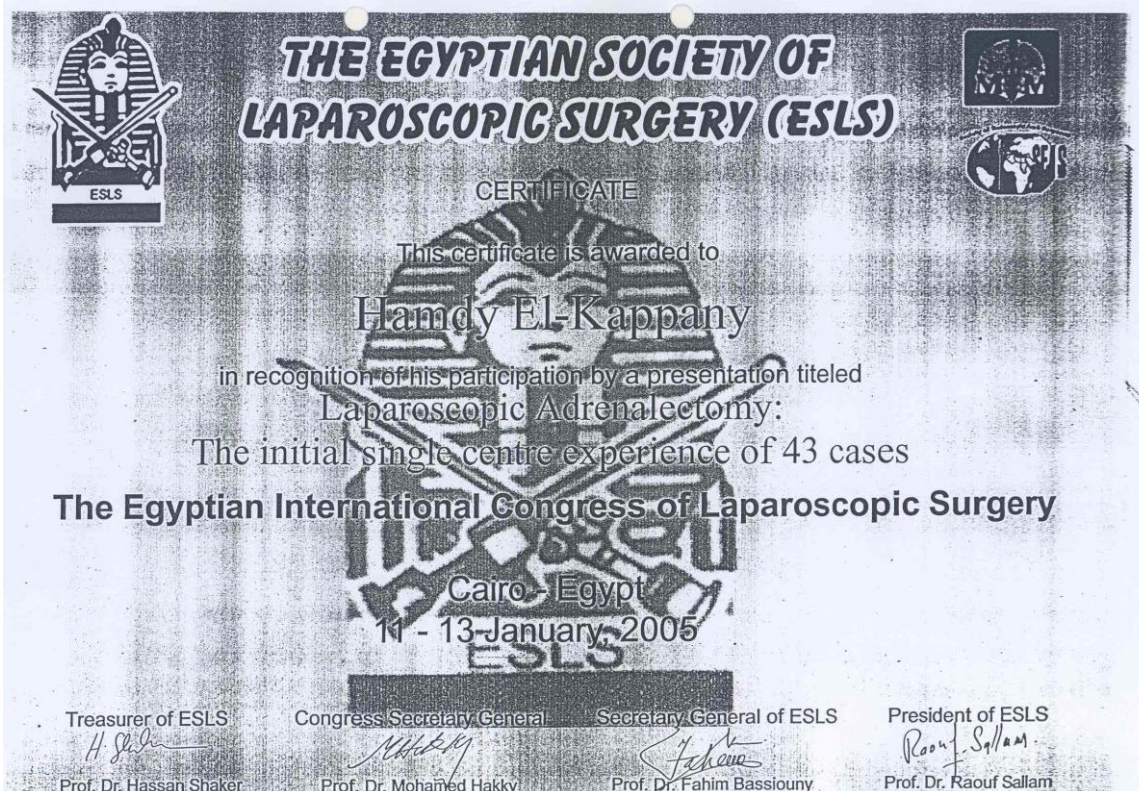 THE EGYPTIAN SOCIETY OF
LAPAROSCOPIC SURGERY (ESLS)
ESLS
CERTIFICATE
This certificate is awarded to
Hamdy El-Kappany
in recognition of his participation by a presentation titeled
Laparoscopic Adrenalectomy:
The initial single centre experience of 43 cases
The Egyptian International Congress of Laparoscopic Surgery
Cairo - Egypt
11 - 13 January, 2005
ESLS
Treasurer of ESLS
Congress Secretary General
Secretary General of ESLS
President of ESLS
Raouf Sallam
Prof. Dr. Hassan Shaker
Prof. Dr. Mohamed Hakky
Prof. Dr. Fahim Bassiouny
Prof. Dr. Raouf Sallam